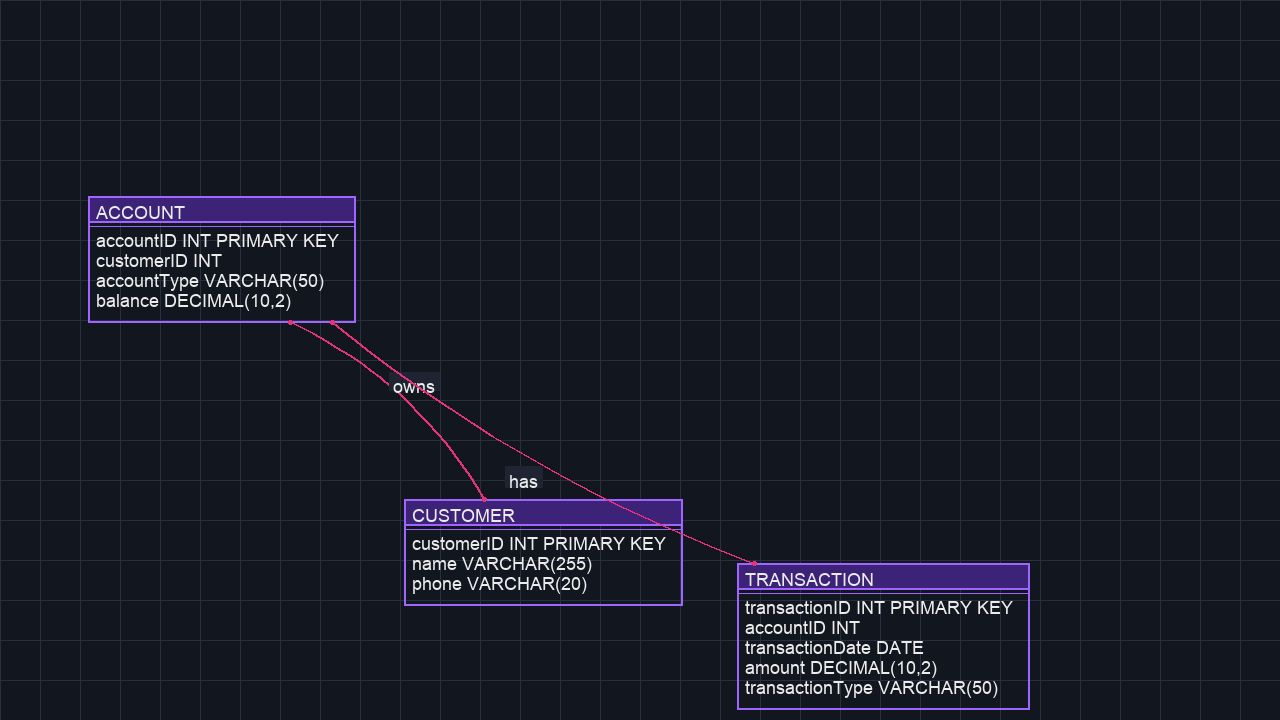 ACCOUNT
accountID INT PRIMARY KEY
customerID INT
accountType VARCHAR(50)
balance DECIMAL(10,2)
owns
has
CUSTOMER
customerID INT PRIMARY KEY
name VARCHAR(255)
phone VARCHAR(20)
TRANSACTION
transactionID INT PRIMARY KEY
accountID INT
transactionDate DATE
amount DECIMAL(10,2)
transactionType VARCHAR(50)